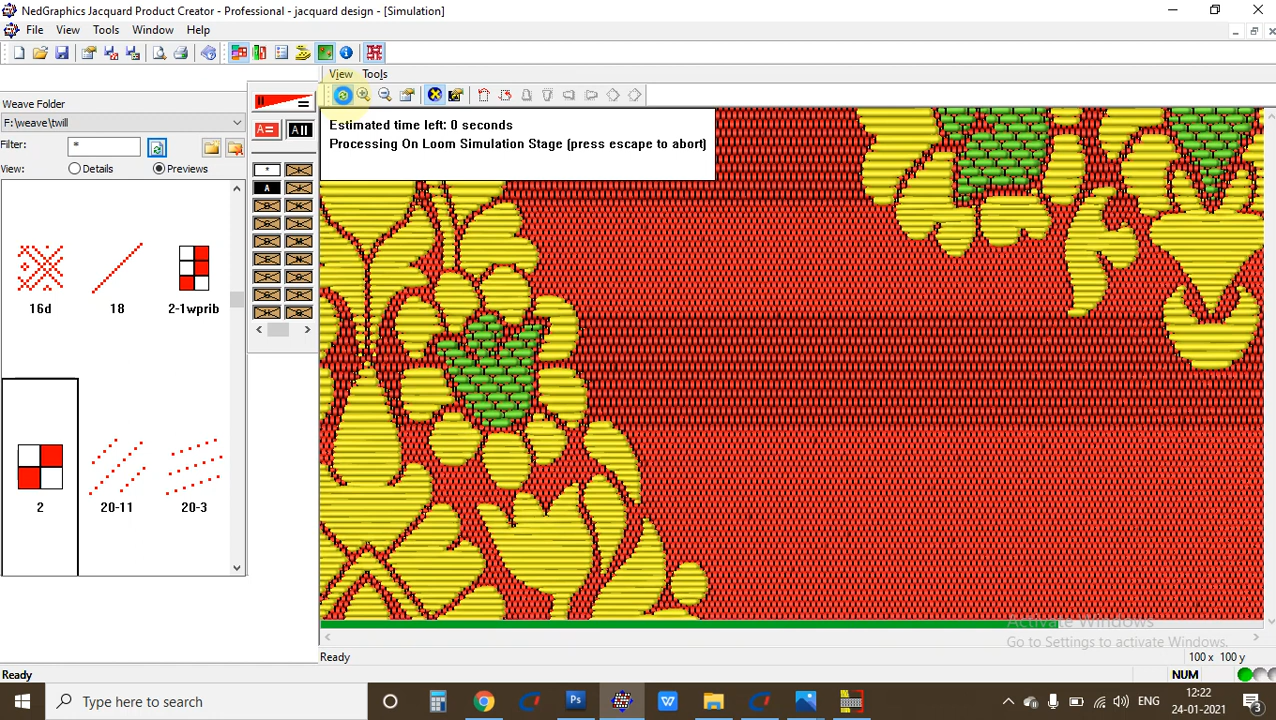 NedGraphics Jacquard Product Creator - Professional - jacquard design - [Simulation]
File View Tools Window Help
View Tools
Weave Folder
F:\weave\twill
Filter: *
View: Details Previews
Estimated time left: 0 seconds
Processing On Loom Simulation Stage (press escape to abort)
A= A
*
A
16d 18 2-1wprib
2 20-11 20-3
Activate Windows
Go to Settings to activate Windows.
Ready
100 x 100 y
Ready NUM
Type here to search
Ps W ENG 12:22
24-01-2021 3